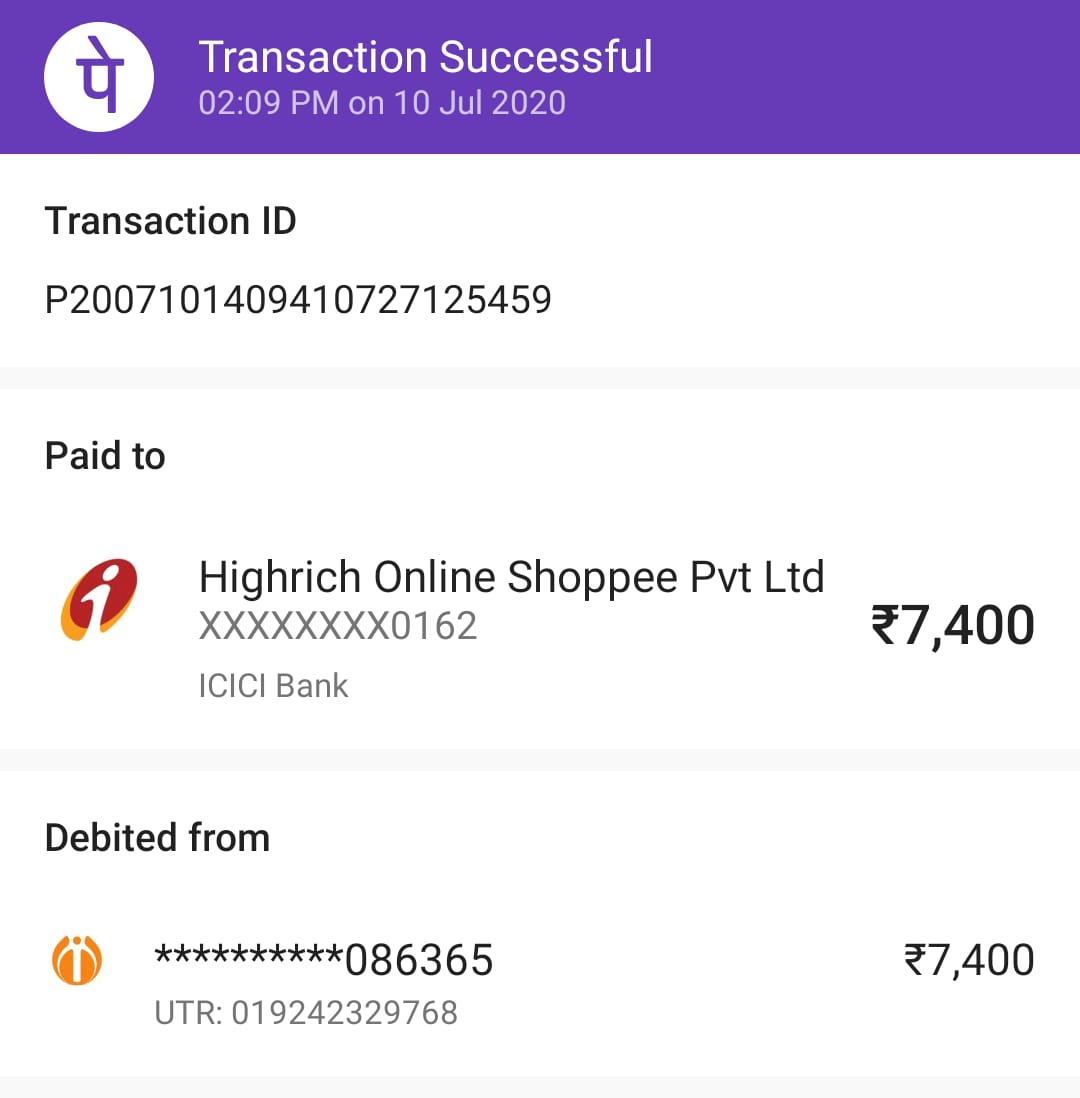 पे
Transaction Successful
02:09 PM on 10 Jul 2020
Transaction ID
P2007101409410727125459
Paid to
Highrich Online Shoppee Pvt Ltd
XXXXXXXX0162
₹7,400
ICICI Bank
Debited from
**********086365
₹7,400
UTR: 019242329768